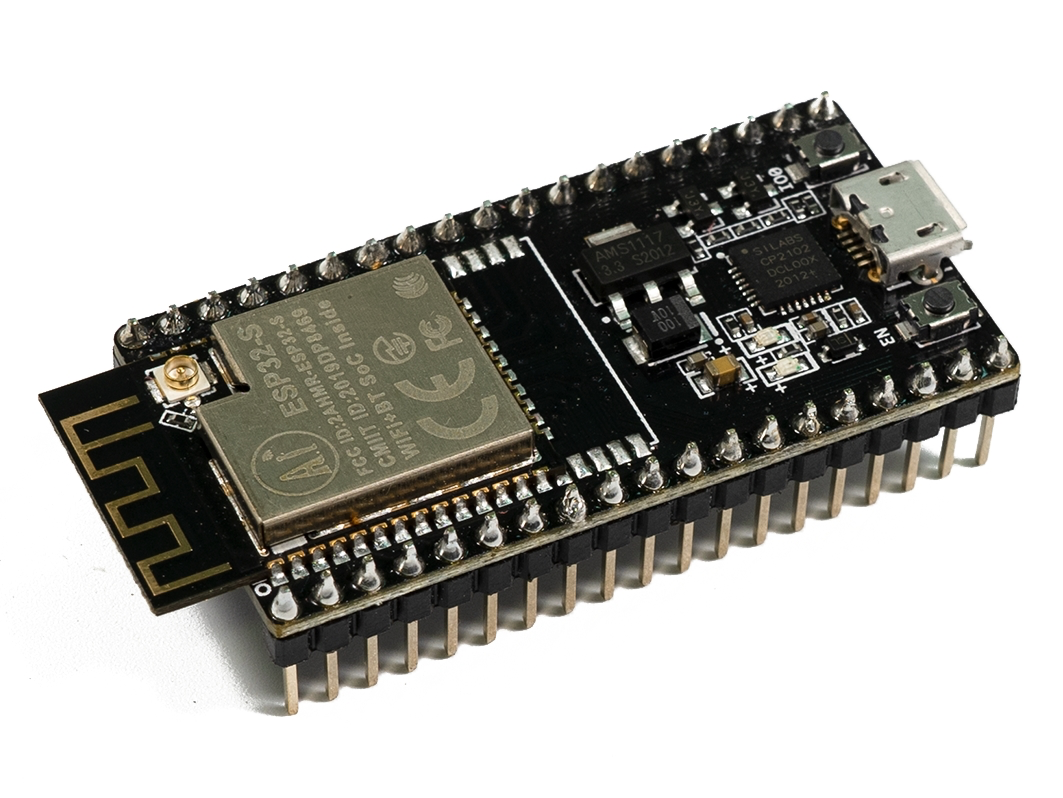 ESP32-S
FCC ID:2AHMR-ESP32-S
CMIIT ID:2019DP8469
WIFI+BT SoC Inside
A.I
CE
AMS1117
3.3 S2012
SILABS
CP2102
DCL00X
2012+
IO0
EN